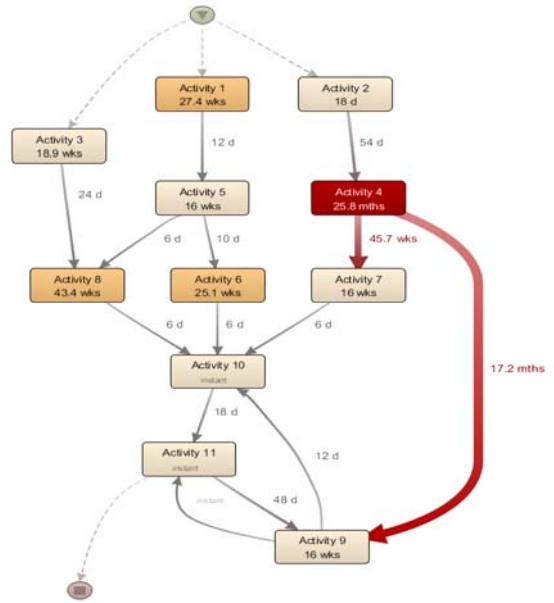 Activity 1
27.4 wks
Activity 2
18 d
Activity 3
18.9 wks
12 d
54 d
24 d
Activity 5
16 wks
Activity 4
25.8 mths
6 d
10 d
45.7 wks
Activity 8
43.4 wks
Activity 6
25.1 wks
Activity 7
16 wks
6 d
6 d
6 d
Activity 10
instant
17.2 mths
18 d
Activity 11
instant
12 d
instant
48 d
Activity 9
16 wks